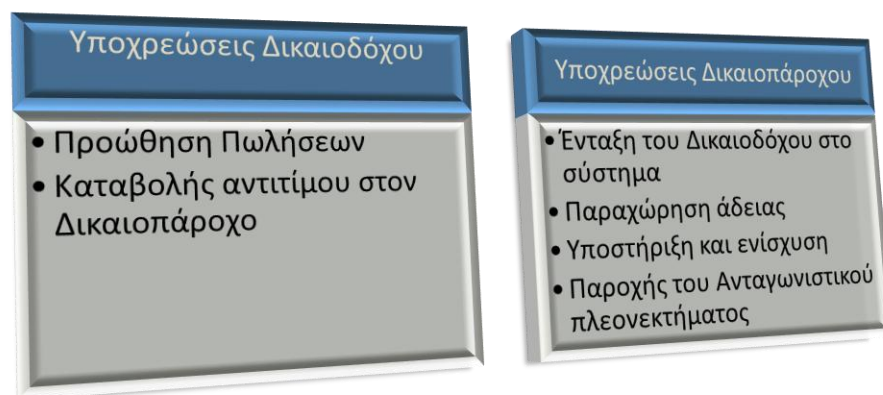 Υποχρεώσεις Δικαιοδόχου
• Προώθηση Πωλήσεων
• Καταβολής αντιτίμου στον
Δικαιοπάροχο
Υποχρεώσεις Δικαιοπάροχου
• Ένταξη του Δικαιοδόχου στο
σύστημα
• Παραχώρηση άδειας
• Υποστήριξη και ενίσχυση
• Παροχής του Ανταγωνιστικού
πλεονεκτήματος